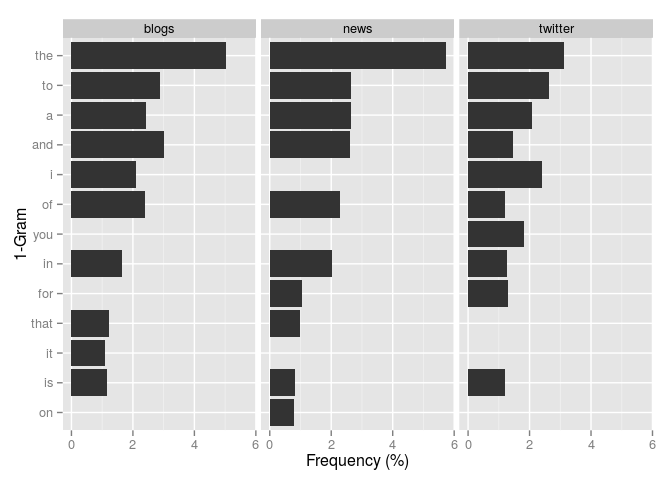 blogs news twitter
the
to
a
and
i
of
you
in
for
that
it
is
on
1-Gram
0 2 4 6 0 2 4 6 0 2 4 6
Frequency (%)